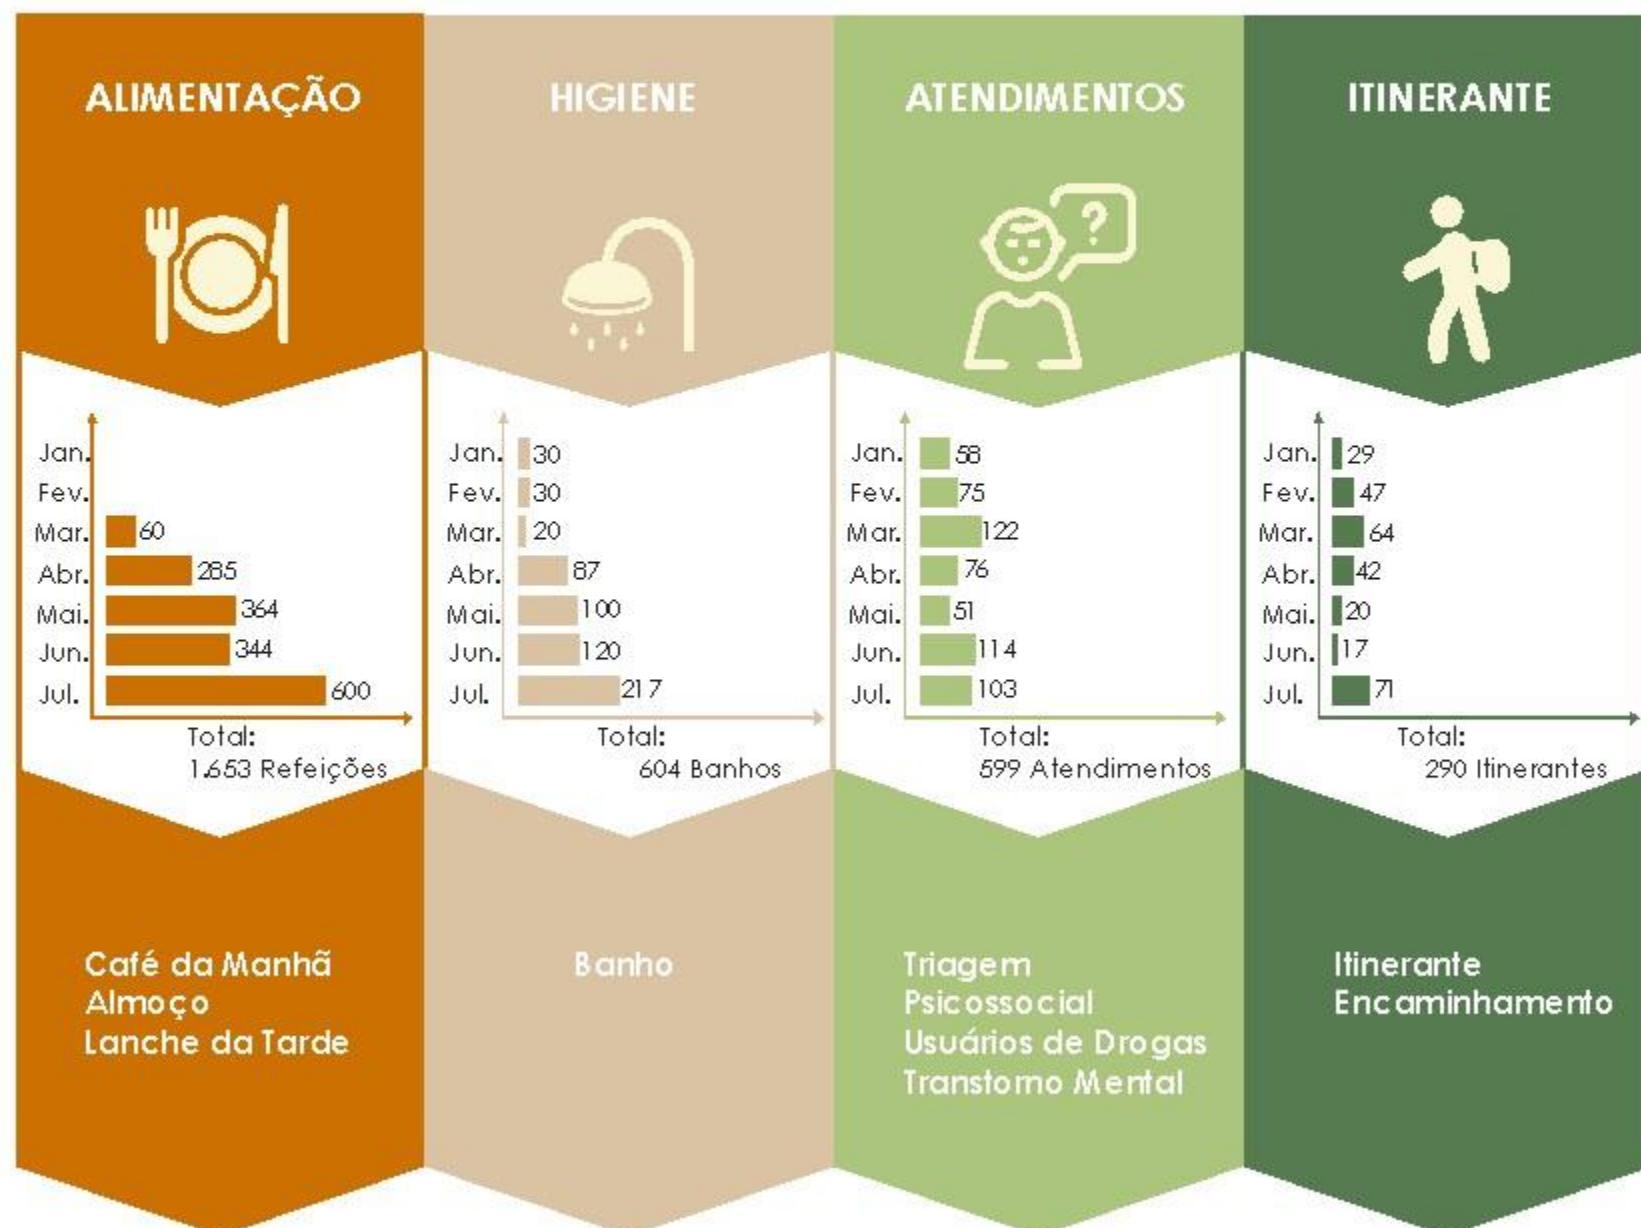 ALIMENTAÇÃO
Jan.
Fev.
Mar. 60
Abr. 285
Mai. 364
Jun. 344
Jul. 600
Total:
1.653 Refeições
Café da Manhã
Almoço
Lanche da Tarde
HIGIENE
Jan. 30
Fev. 30
Mar. 20
Abr. 87
Mai. 100
Jun. 120
Jul. 217
Total:
604 Banhos
Banho
ATENDIMENTOS
?
Jan. 58
Fev. 75
Mar. 122
Abr. 76
Mai. 51
Jun. 114
Jul. 103
Total:
599 Atendimentos
Triagem
Psicossocial
Usuários de Drogas
Transtorno Mental
ITINERANTE
Jan. 29
Fev. 47
Mar. 64
Abr. 42
Mai. 20
Jun. 17
Jul. 71
Total:
290 Itinerantes
Itinerante
Encaminhamento